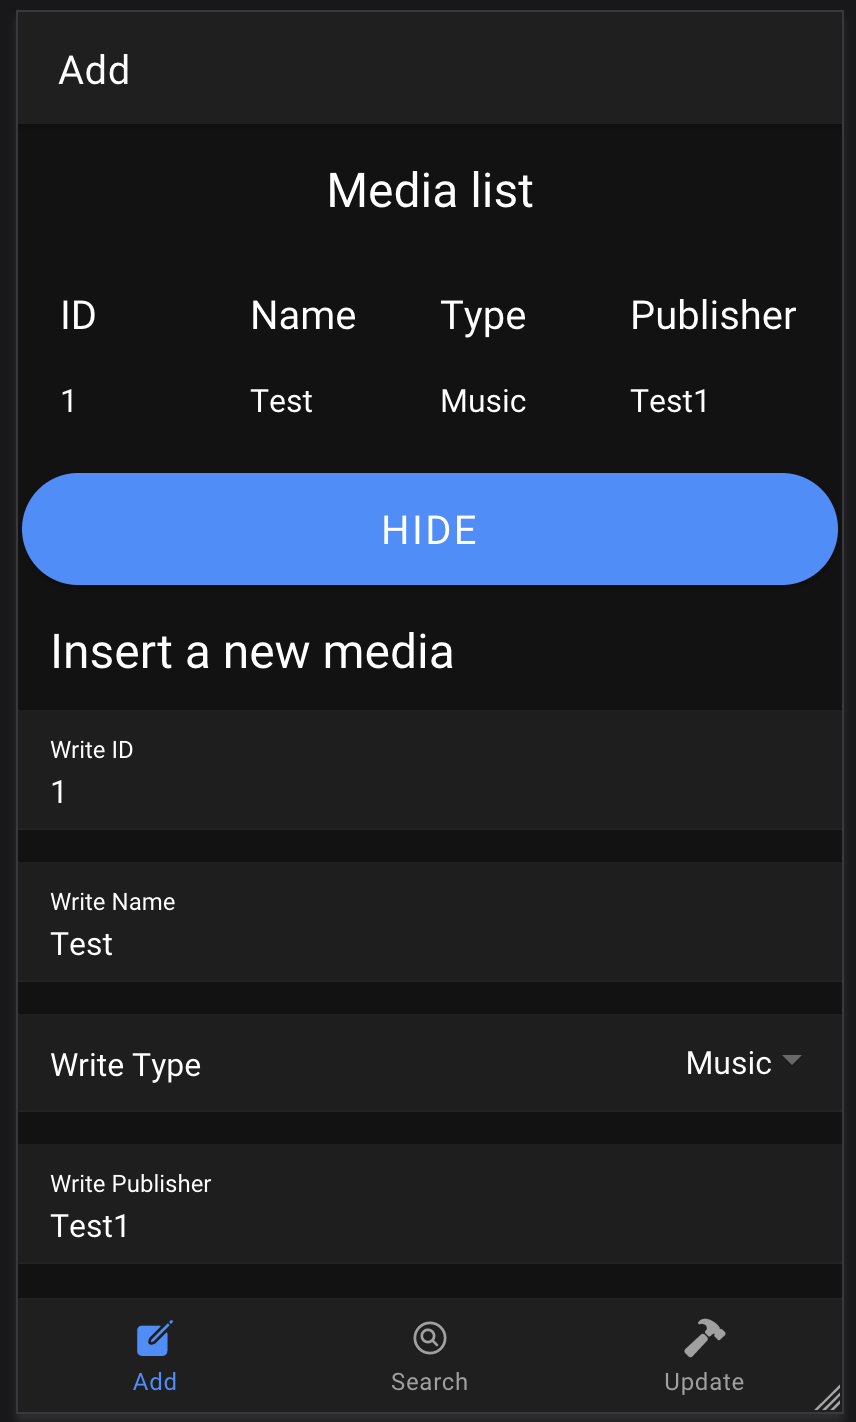 Add
Media list
ID Name Type Publisher
1 Test Music Test1
HIDE
Insert a new media
Write ID
1
Write Name
Test
Write Type Music
Write Publisher
Test1
Add Search Update